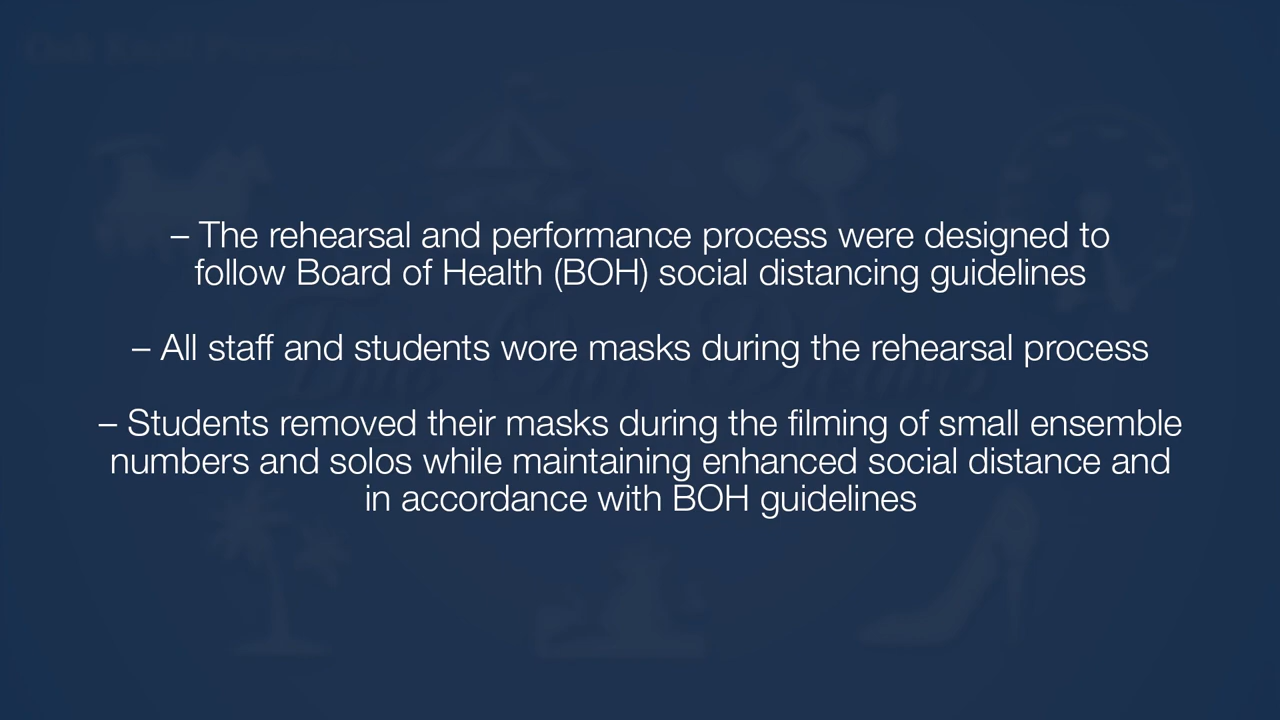 – The rehearsal and performance process were designed to
follow Board of Health (BOH) social distancing guidelines
– All staff and students wore masks during the rehearsal process
– Students removed their masks during the filming of small ensemble
numbers and solos while maintaining enhanced social distance and
in accordance with BOH guidelines